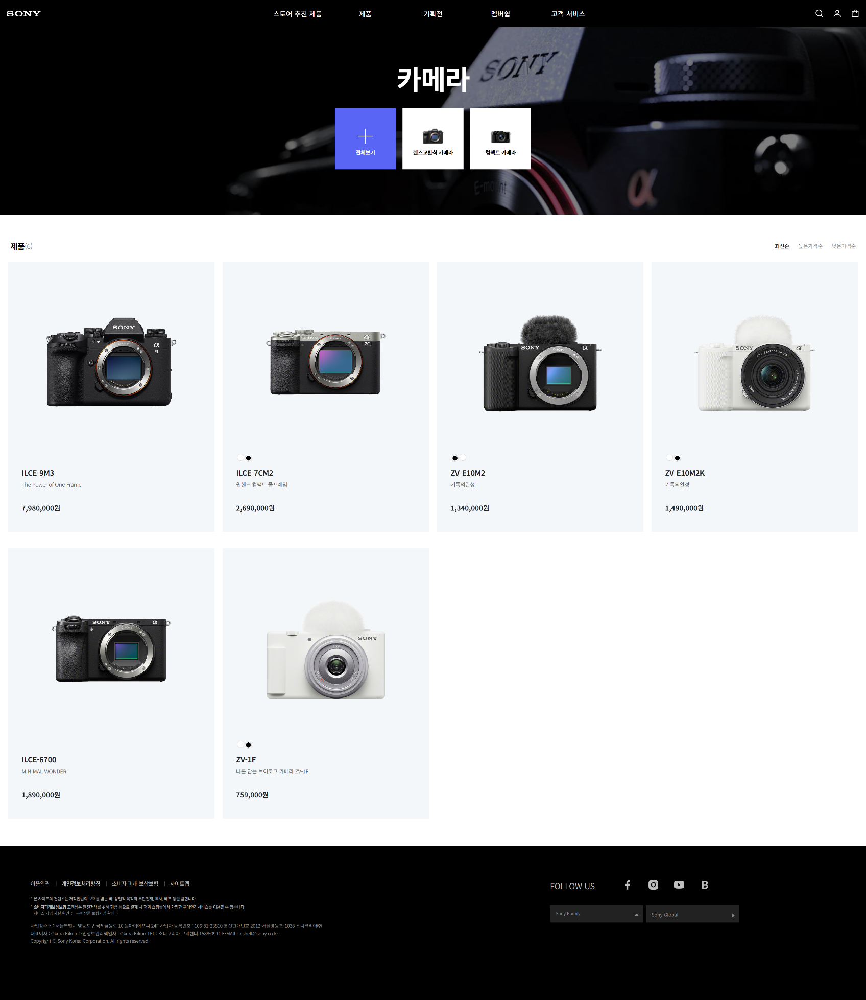 SONY
스토어 추천 제품
제품
기획전
멤버쉽
고객 서비스
SONY
카메라
전체보기
렌즈교환식 카메라
컴팩트 카메라
E-mount
α
제품(6)
최신순
높은가격순
낮은가격순
SONY
α
9
SONY
α
7C
SONY
α
SONY
α
ILCE-9M3
The Power of One Frame
7,980,000원
ILCE-7CM2
원핸드 컴팩트 풀프레임
2,690,000원
ZV-E10M2
기록의완성
1,340,000원
ZV-E10M2K
기록의완성
1,490,000원
SONY
α
SONY
ILCE-6700
MINIMAL WONDER
1,890,000원
ZV-1F
나를 담는 브이로그 카메라 ZV-1F
759,000원
이용약관
개인정보처리방침
소비자 피해 보상보험
사이트맵
* 본 사이트의 컨텐츠는 저작권법의 보호를 받는 바, 상업적 목적의 무단전재, 복사, 배포 등을 금합니다.
* 소비자피해보상보험 고객님은 안전거래를 위해 현금 등으로 결제 시 저희 쇼핑몰에서 가입한 구매안전서비스를 이용할 수 있습니다.
서비스 가입 사실 확인 > 구매상품 보험가입 확인 >
사업장주소 : 서울특별시 영등포구 국제금융로 10 원아이에프씨 24F 사업자 등록번호 : 106-81-23810 통신판매번호 2012-서울영등포-1038 소니코리아㈜
대표이사 : Okura Kikuo 개인정보관리책임자 : Okura Kikuo TEL : 소니코리아 고객센터 1588-0911 E-MAIL : cshelf@sony.co.kr
Copyright © Sony Korea Corporation. All rights reserved.
FOLLOW US
Sony Family
Sony Global